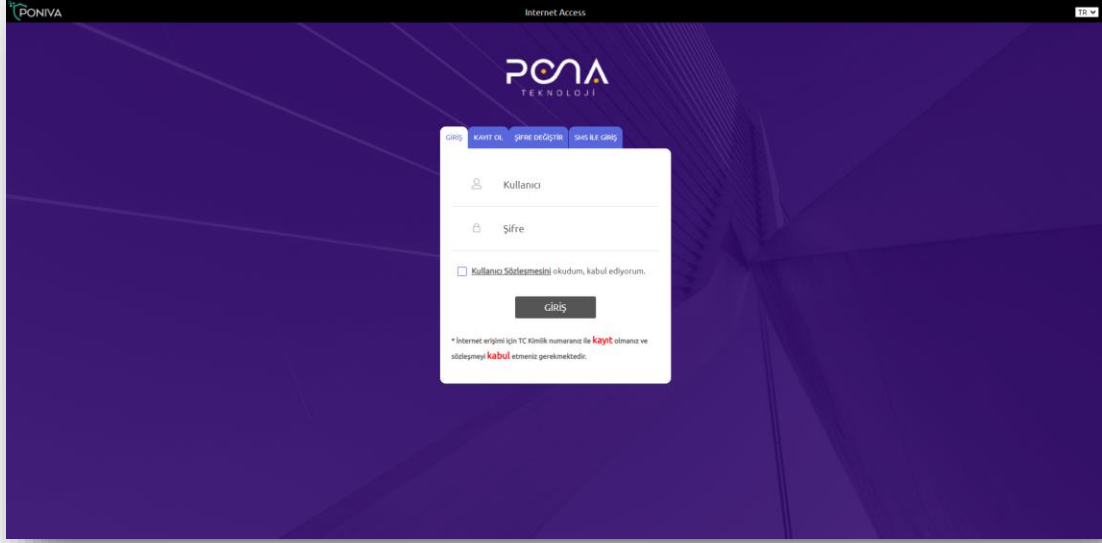 PONIVA
Internet Access
TR
PONA
TEKNOLOJİ
GİRİŞ
KAYIT OL
ŞİFRE DEĞİŞTİR
SMS İLE GİRİŞ
Kullanıcı
Şifre
Kullanıcı Sözleşmesini okudum, kabul ediyorum.
GİRİŞ
* İnternet erişimi için TC Kimlik numaranız ile kayıt olmanız ve
sözleşmeyi kabul etmeniz gerekmektedir.